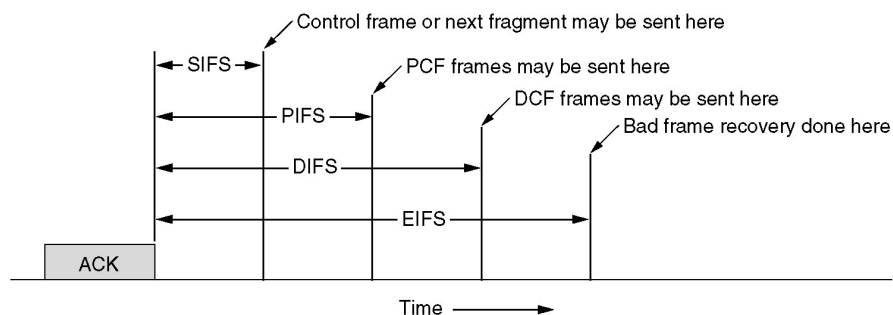 Control frame or next fragment may be sent here
SIFS
PCF frames may be sent here
PIFS
DCF frames may be sent here
DIFS
Bad frame recovery done here
EIFS
ACK
Time